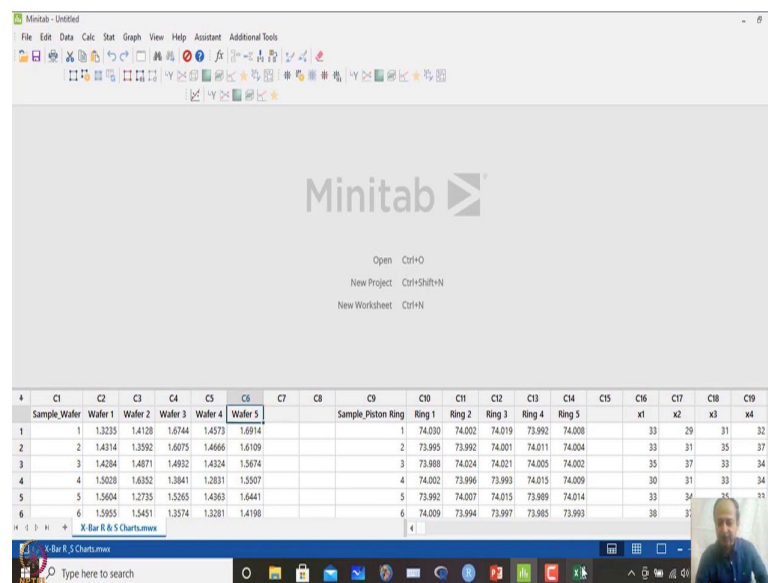 Minitab - Untitled
File Edit Data Calc Stat Graph View Help Assistant Additional Tools
Minitab
Open Ctrl+O
New Project Ctrl+Shift+N
New Worksheet Ctrl+N
C1 C2 C3 C4 C5 C6 C7 C8 C9 C10 C11 C12 C13 C14 C15 C16 C17 C18 C19
Sample_Wafer Wafer 1 Wafer 2 Wafer 3 Wafer 4 Wafer 5 Sample_Piston Ring Ring 1 Ring 2 Ring 3 Ring 4 Ring 5 x1 x2 x3 x4
1 1 1.3235 1.4128 1.6744 1.4573 1.6914 1 74.030 74.002 74.019 73.992 74.008 33 29 31 32
2 2 1.4314 1.3592 1.6075 1.4666 1.6109 2 73.995 73.992 74.001 74.011 74.004 33 31 35 37
3 3 1.4284 1.4871 1.4932 1.4324 1.5674 3 73.988 74.024 74.021 74.005 74.002 35 37 33 34
4 4 1.5028 1.6352 1.3841 1.2831 1.5507 4 74.002 73.996 73.993 74.015 74.009 30 31 33 34
5 5 1.5604 1.2735 1.5265 1.4363 1.6441 5 73.992 74.007 74.015 73.989 74.014 33 34 35 33
6 6 1.5955 1.5451 1.3574 1.3281 1.4198 6 74.009 73.994 73.997 73.985 73.993 38
X-Bar R & S Charts.mwx
X-Bar R_S Charts.mwx
NPTEL
Type here to search